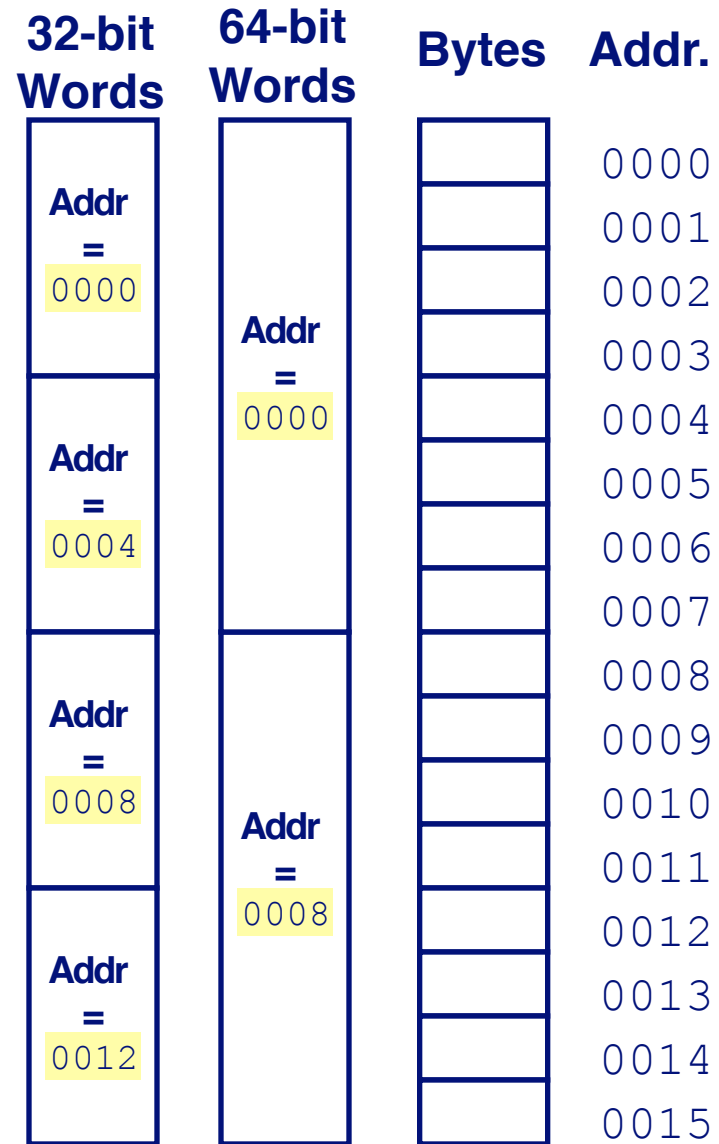 32-bit
Words
64-bit
Words
Bytes
Addr.
Addr
=
0000
Addr
=
0004
Addr
=
0008
Addr
=
0012
Addr
=
0000
Addr
=
0008
0000
0001
0002
0003
0004
0005
0006
0007
0008
0009
0010
0011
0012
0013
0014
0015